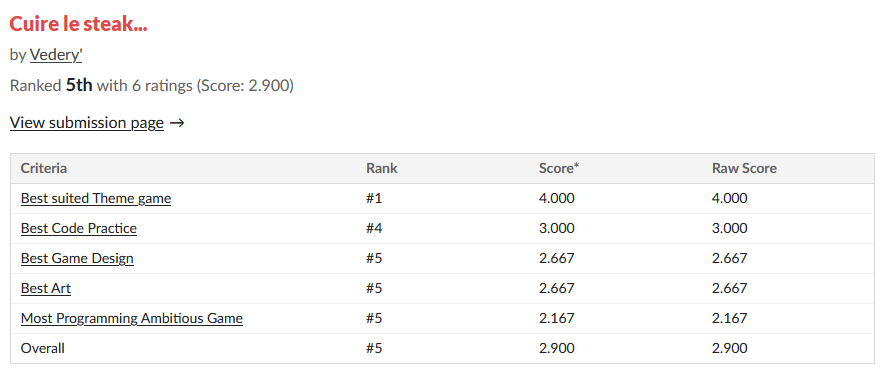 Cuire le steak...
by Vedery'
Ranked 5th with 6 ratings (Score: 2.900)
View submission page →
Criteria Rank Score* Raw Score
Best suited Theme game #1 4.000 4.000
Best Code Practice #4 3.000 3.000
Best Game Design #5 2.667 2.667
Best Art #5 2.667 2.667
Most Programming Ambitious Game #5 2.167 2.167
Overall #5 2.900 2.900